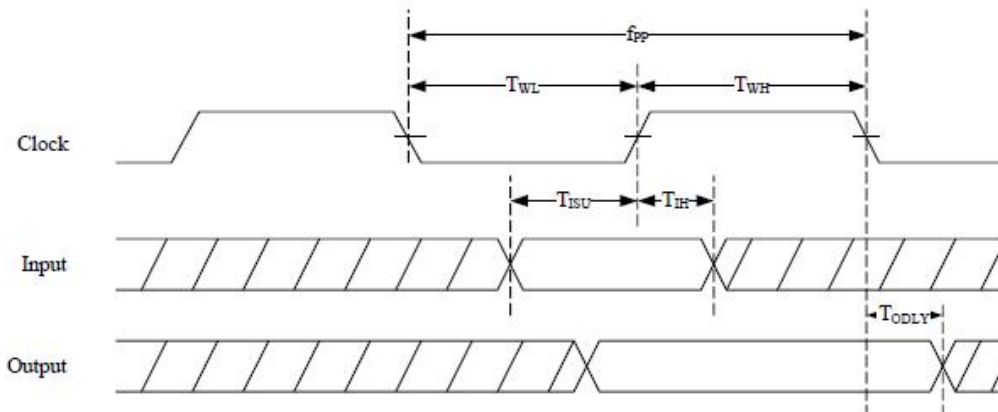 fPP
TWL
TWH
Clock
TISU
TIH
Input
TODLY
Output